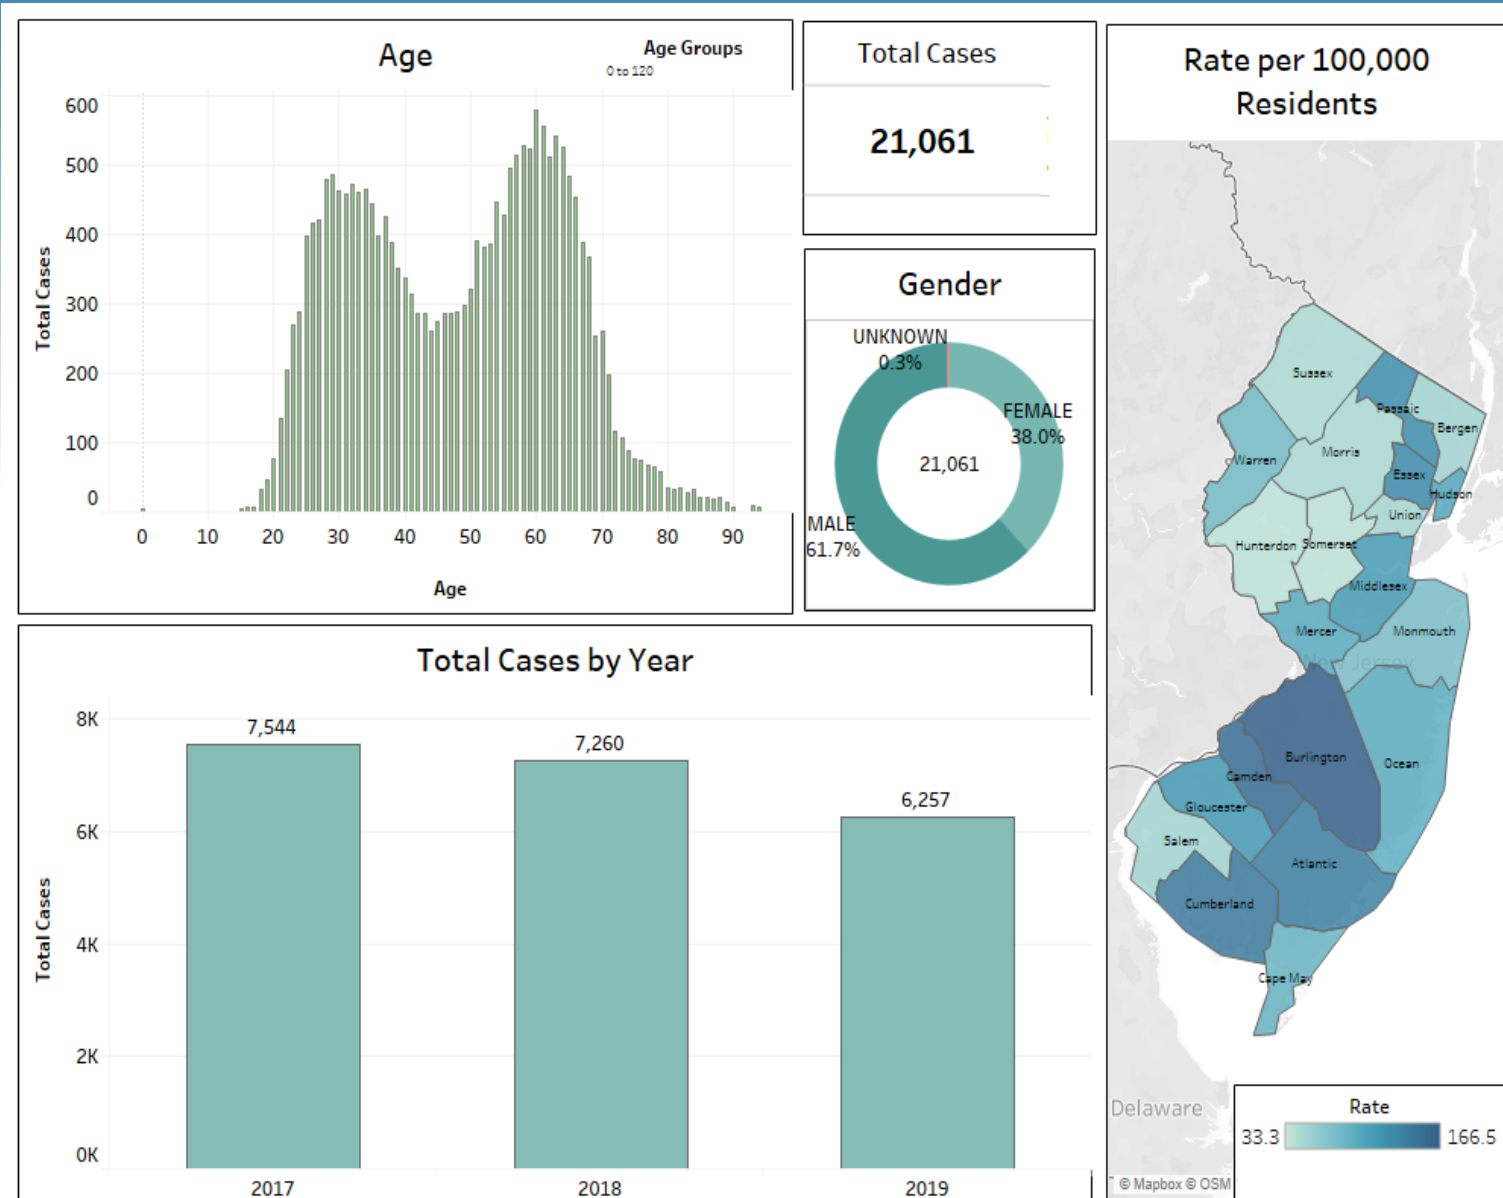 Age
Age Groups
0 to 120
Total Cases
600
500
400
300
200
100
0
0 10 20 30 40 50 60 70 80 90
Age
Total Cases
21,061
Gender
UNKNOWN
0.3%
FEMALE
38.0%
21,061
MALE
61.7%
Total Cases by Year
Total Cases
8K
6K
4K
2K
0K
7,544
7,260
6,257
2017 2018 2019
Rate per 100,000
Residents
Sussex
Passaic
Bergen
Warren
Morris
Essex
Hudson
Union
Hunterdon
Somerset
Middlesex
Mercer
Monmouth
New Jersey
Burlington
Ocean
Camden
Gloucester
Salem
Atlantic
Cumberland
Cape May
Delaware
Rate
33.3 166.5
© Mapbox © OSM